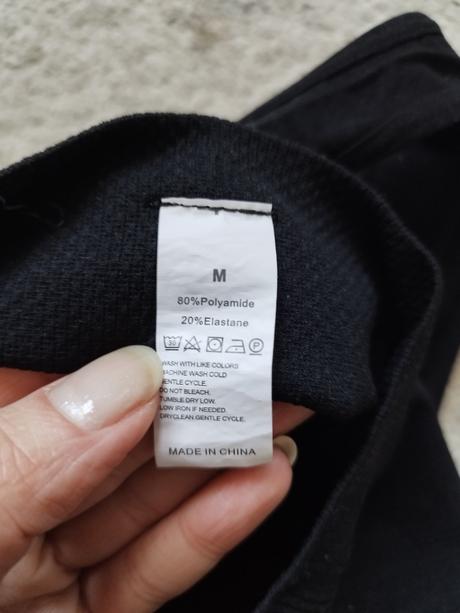 M
80%Polyamide
20%Elastane
30 P
WASH WITH LIKE COLORS
MACHINE WASH COLD
GENTLE CYCLE.
DO NOT BLEACH.
TUMBLE DRY LOW.
LOW IRON IF NEEDED.
DRYCLEAN.GENTLE CYCLE.
MADE IN CHINA